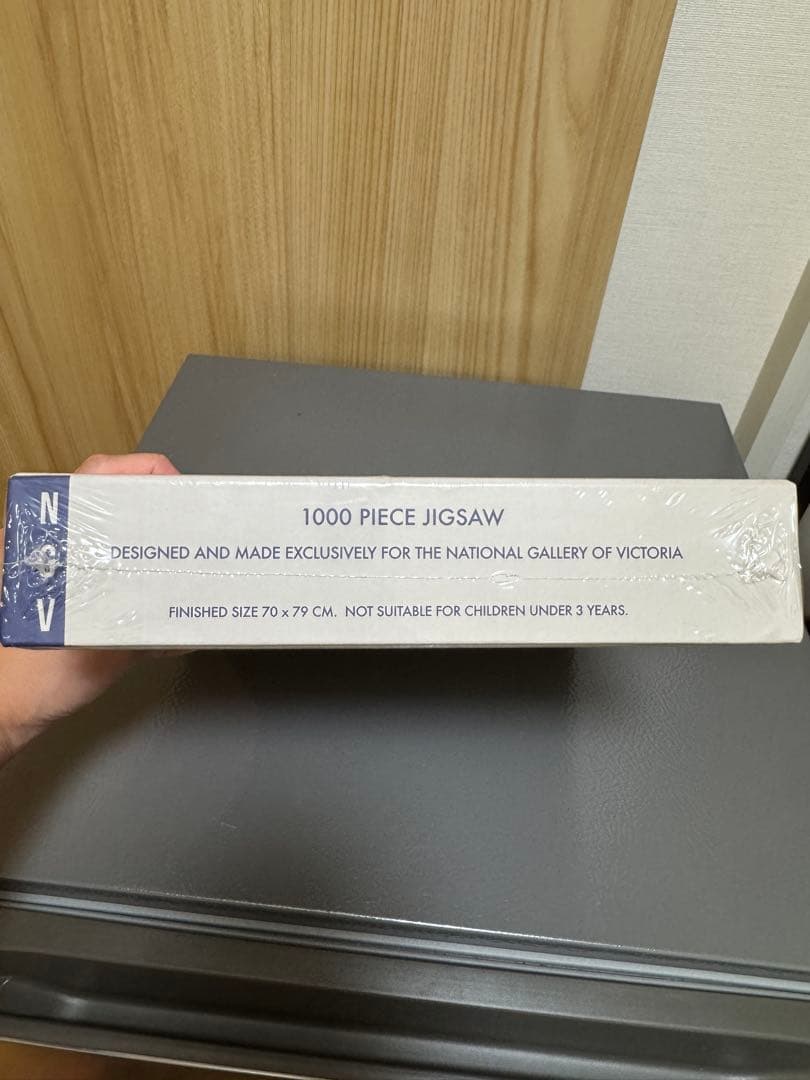 N
G
V
1000 PIECE JIGSAW
DESIGNED AND MADE EXCLUSIVELY FOR THE NATIONAL GALLERY OF VICTORIA
FINISHED SIZE 70 x 79 CM. NOT SUITABLE FOR CHILDREN UNDER 3 YEARS.